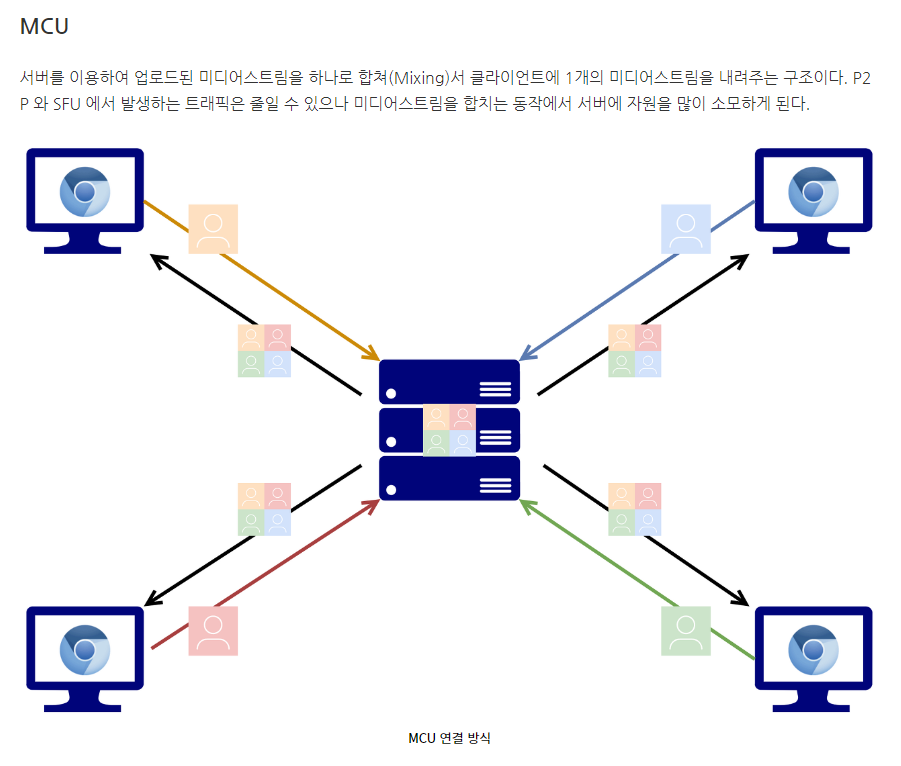 MCU
서버를 이용하여 업로드된 미디어스트림을 하나로 합쳐(Mixing)서 클라이언트에 1개의 미디어스트림을 내려주는 구조이다. P2
P 와 SFU 에서 발생하는 트래픽은 줄일 수 있으나 미디어스트림을 합치는 동작에서 서버에 자원을 많이 소모하게 된다.
MCU 연결 방식